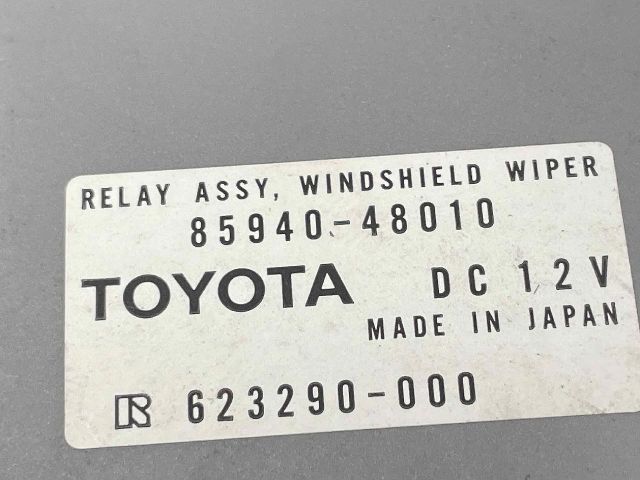 RELAY ASSY, WINDSHIELD WIPER
85940-48010
TOYOTA DC 12V
MADE IN JAPAN
R 623290-000